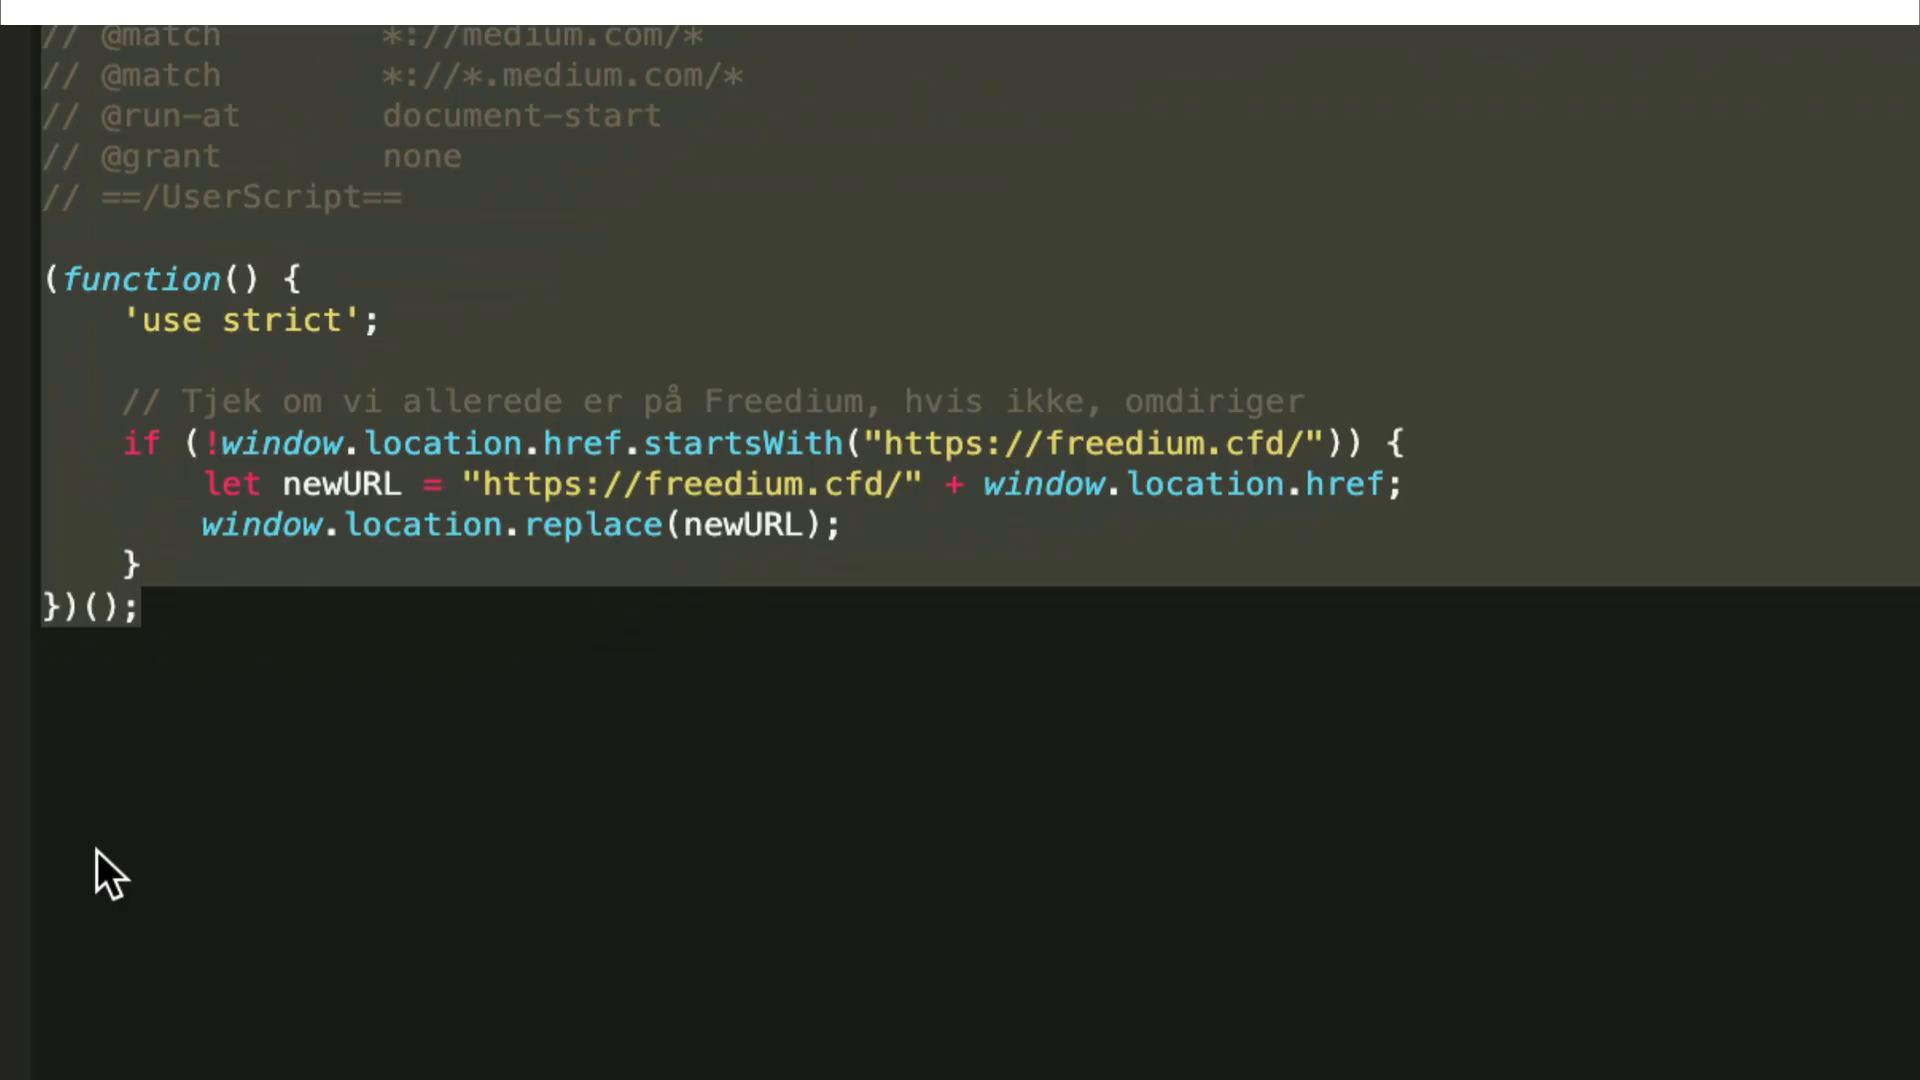 // @match        *://medium.com/*
// @match        *://*.medium.com/*
// @run-at       document-start
// @grant        none
// ==/UserScript==
(function() {
    'use strict';
    // Tjek om vi allerede er på Freedium, hvis ikke, omdiriger
    if (!window.location.href.startsWith("https://freedium.cfd/")) {
        let newURL = "https://freedium.cfd/" + window.location.href;
        window.location.replace(newURL);
    }
})();